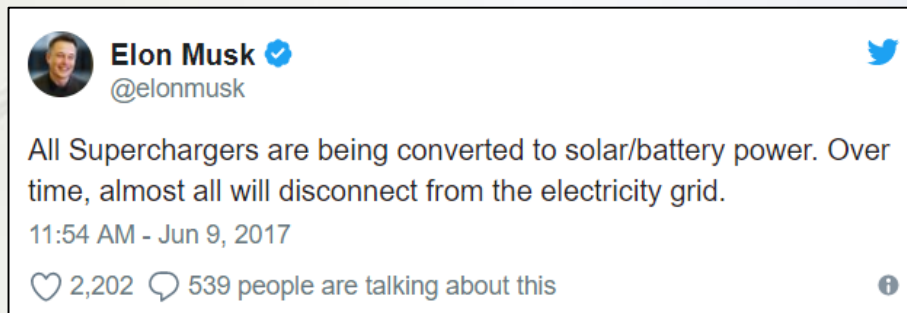 Elon Musk
@elonmusk
All Superchargers are being converted to solar/battery power. Over
time, almost all will disconnect from the electricity grid.
11:54 AM - Jun 9, 2017
2,202 539 people are talking about this